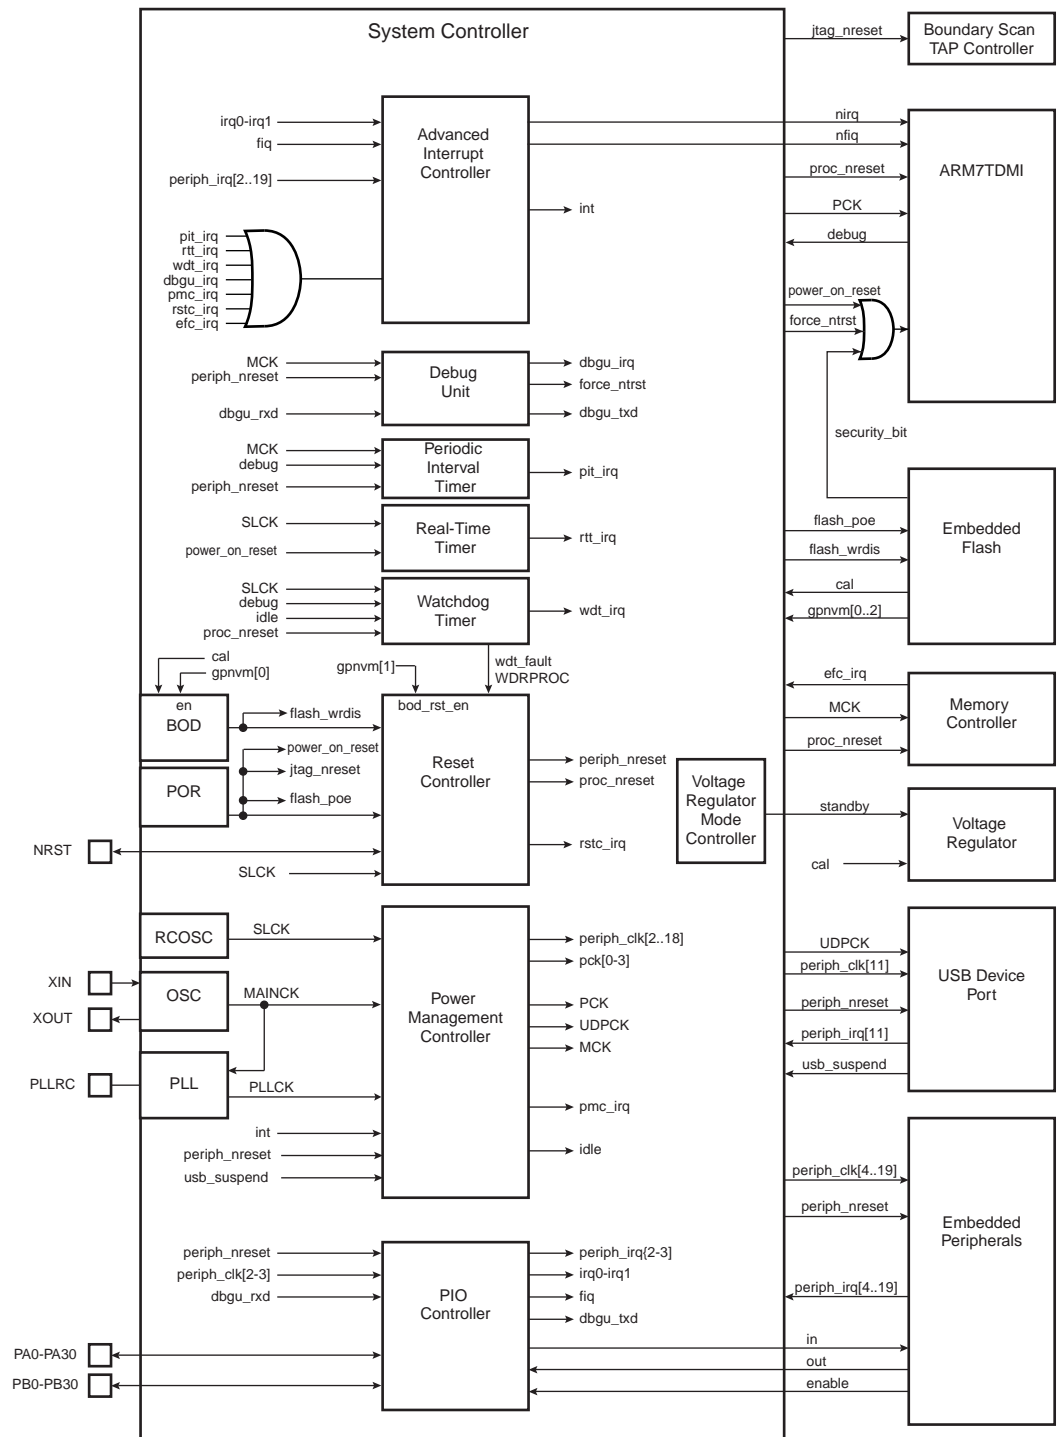 System Controller
jtag_nreset
Boundary Scan
TAP Controller
irq0-irq1
fiq
periph_irq[2..19]
Advanced
Interrupt
Controller
int
nirq
nfiq
proc_nreset
PCK
debug
ARM7TDMI
pit_irq
rtt_irq
wdt_irq
dbgu_irq
pmc_irq
rstc_irq
efc_irq
power_on_reset
force_ntrst
security_bit
MCK
periph_nreset
dbgu_rxd
Debug
Unit
dbgu_irq
force_ntrst
dbgu_txd
MCK
debug
periph_nreset
Periodic
Interval
Timer
pit_irq
SLCK
power_on_reset
Real-Time
Timer
rtt_irq
flash_poe
flash_wrdis
cal
gpnvm[0..2]
Embedded
Flash
SLCK
debug
idle
proc_nreset
Watchdog
Timer
wdt_irq
cal
gpnvm[0]
gpnvm[1]
wdt_fault
WDRPROC
en
BOD
flash_wrdis
power_on_reset
jtag_nreset
flash_poe
POR
bod_rst_en
Reset
Controller
periph_nreset
proc_nreset
rstc_irq
NRST
SLCK
efc_irq
MCK
proc_nreset
Memory
Controller
Voltage
Regulator
Mode
Controller
standby
cal
Voltage
Regulator
RCOSC
SLCK
XIN
XOUT
OSC
MAINCK
PLLRC
PLL
PLLCK
int
periph_nreset
usb_suspend
Power
Management
Controller
periph_clk[2..18]
pck[0-3]
PCK
UDPCK
MCK
pmc_irq
idle
UDPCK
periph_clk[11]
periph_nreset
periph_irq[11]
usb_suspend
USB Device
Port
periph_nreset
periph_clk[2-3]
dbgu_rxd
PIO
Controller
periph_irq{2-3]
irq0-irq1
fiq
dbgu_txd
PA0-PA30
PB0-PB30
periph_clk[4..19]
periph_nreset
periph_irq[4..19]
in
out
enable
Embedded
Peripherals